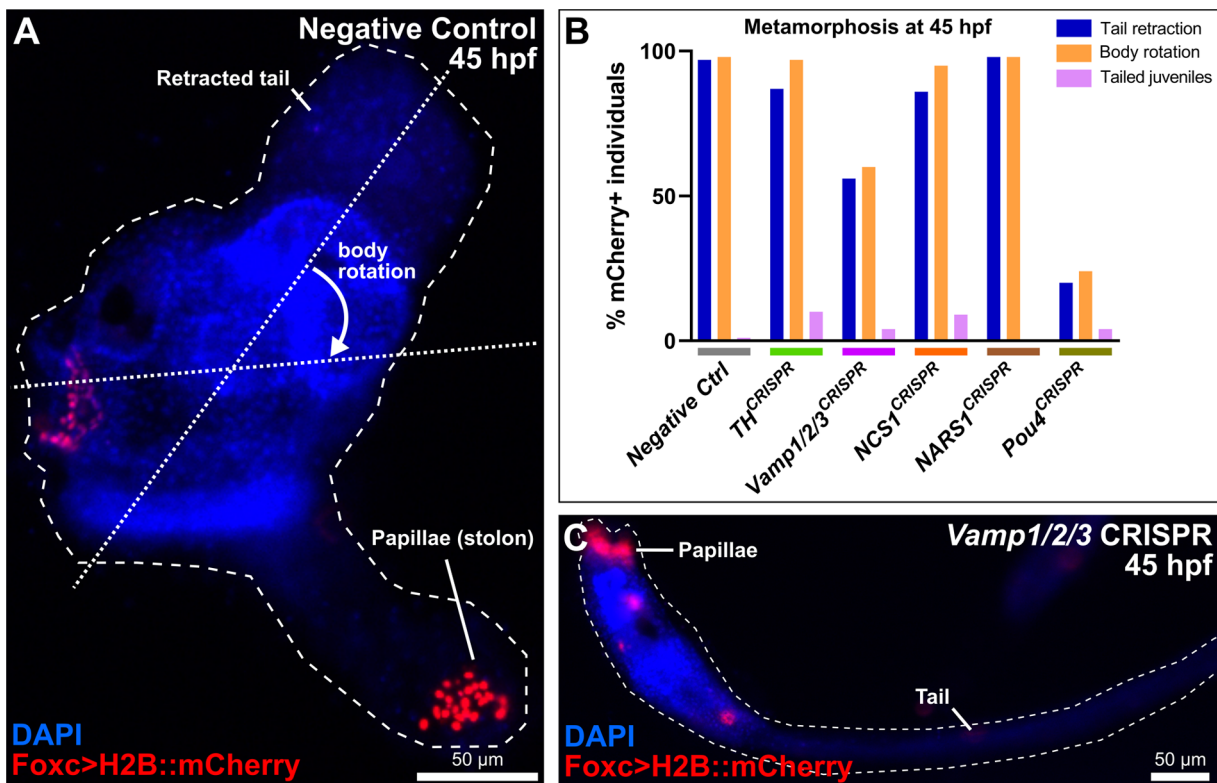 A
Negative Control
45 hpf
Retracted tail
body
rotation
Papillae (stolon)
DAPI
Foxc>H2B::mCherry
50 µm
B
Metamorphosis at 45 hpf
Tail retraction
Body rotation
Tailed juveniles
% mCherry+ individuals
100
50
0
Negative Ctrl
TH^CRISPR
Vamp1/2/3^CRISPR
NCS1^CRISPR
NARS1^CRISPR
Pou4^CRISPR
C
Vamp1/2/3 CRISPR
45 hpf
Papillae
Tail
DAPI
Foxc>H2B::mCherry
50 µm